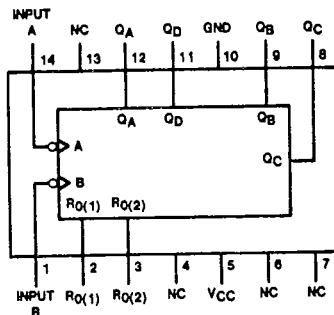 INPUT
A NC QA QD GND QB QC
14 13 12 11 10 9 8
QA QD QB
A
QC
B
R0(1) R0(2)
1 2 3 4 5 6 7
INPUT
B R0(1) R0(2) NC VCC NC NC